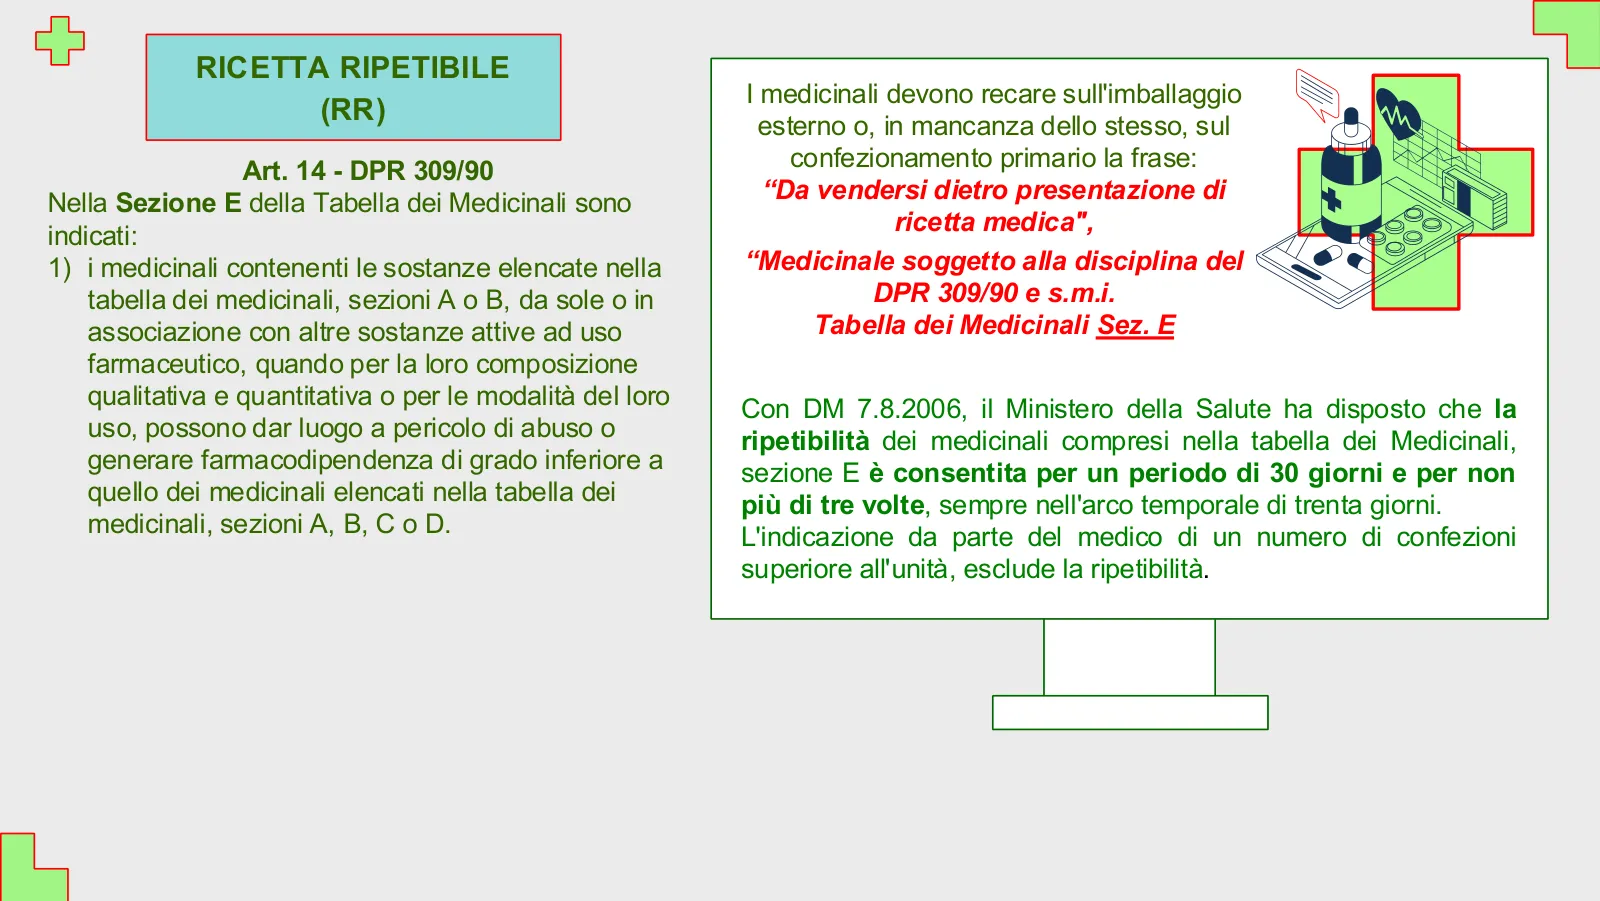 RICETTA RIPETIBILE
(RR)
Art. 14 - DPR 309/90
Nella Sezione E della Tabella dei Medicinali sono
indicati:
1) i medicinali contenenti le sostanze elencate nella
tabella dei medicinali, sezioni A o B, da sole o in
associazione con altre sostanze attive ad uso
farmaceutico, quando per la loro composizione
qualitativa e quantitativa o per le modalità del loro
uso, possono dar luogo a pericolo di abuso o
generare farmacodipendenza di grado inferiore a
quello dei medicinali elencati nella tabella dei
medicinali, sezioni A, B, C o D.
I medicinali devono recare sull'imballaggio
esterno o, in mancanza dello stesso, sul
confezionamento primario la frase:
“Da vendersi dietro presentazione di
ricetta medica",
“Medicinale soggetto alla disciplina del
DPR 309/90 e s.m.i.
Tabella dei Medicinali Sez. E
Con DM 7.8.2006, il Ministero della Salute ha disposto che la
ripetibilità dei medicinali compresi nella tabella dei Medicinali,
sezione E è consentita per un periodo di 30 giorni e per non
più di tre volte, sempre nell'arco temporale di trenta giorni.
L'indicazione da parte del medico di un numero di confezioni
superiore all'unità, esclude la ripetibilità.